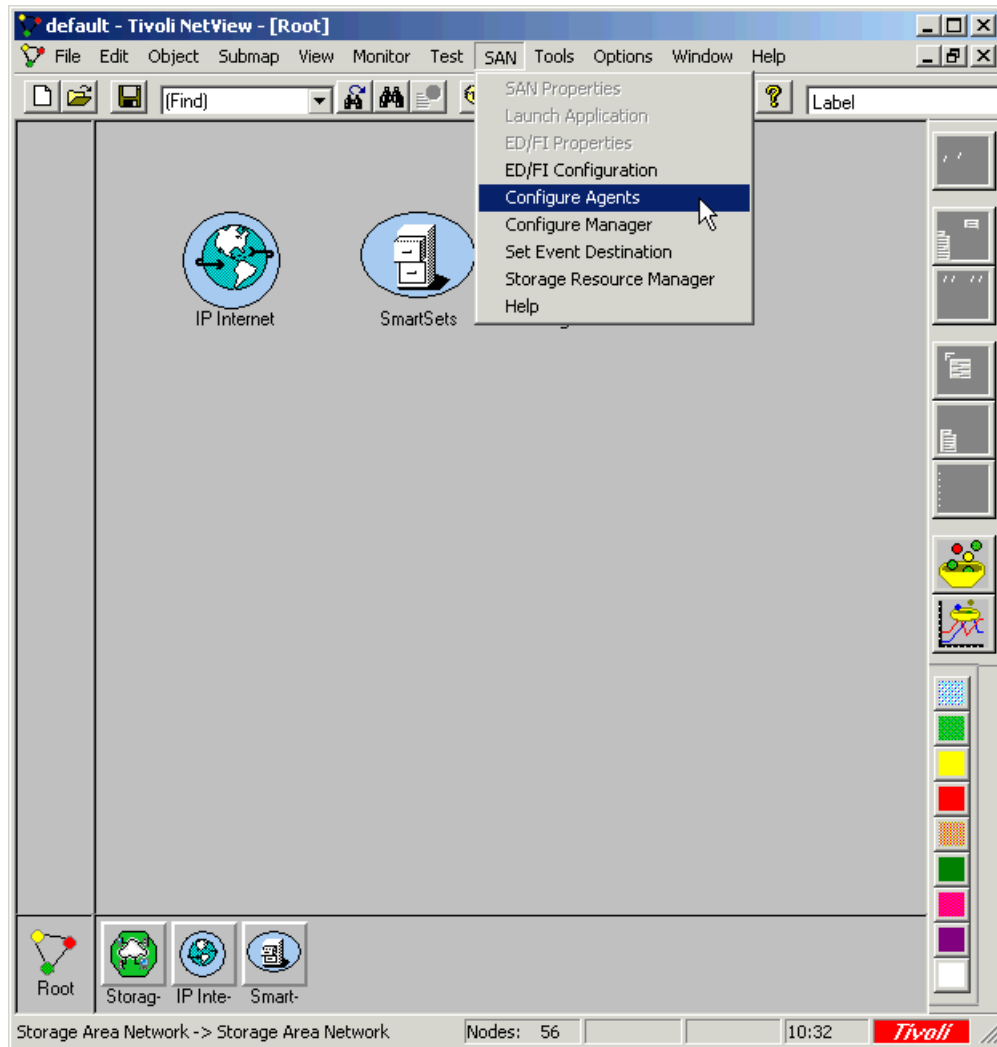 defau​lt - Tivoli NetView - [Root]
File Edit Object Submap View Monitor Test SAN Tools Options Window Help
(Find)
Label
SAN Properties
Launch Application
ED/FI Properties
ED/FI Configuration
Configure Agents
Configure Manager
Set Event Destination
Storage Resource Manager
Help
IP Internet
SmartSets
Root
Storag-
IP Inte-
Smart-
Storage Area Network -> Storage Area Network
Nodes: 56
10:32
Tivoli